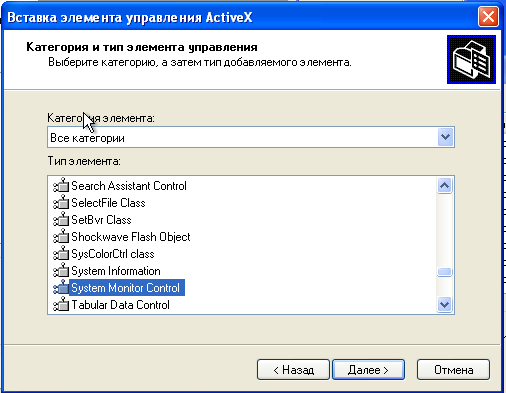 Вставка элемента управления ActiveX
Категория и тип элемента управления
Выберите категорию, а затем тип добавляемого элемента.
Категория элемента:
Все категории
Тип элемента:
Search Assistant Control
SelectFile Class
SetBvr Class
Shockwave Flash Object
SysColorCtrl class
System Information
System Monitor Control
Tabular Data Control
< Назад
Далее >
Отмена